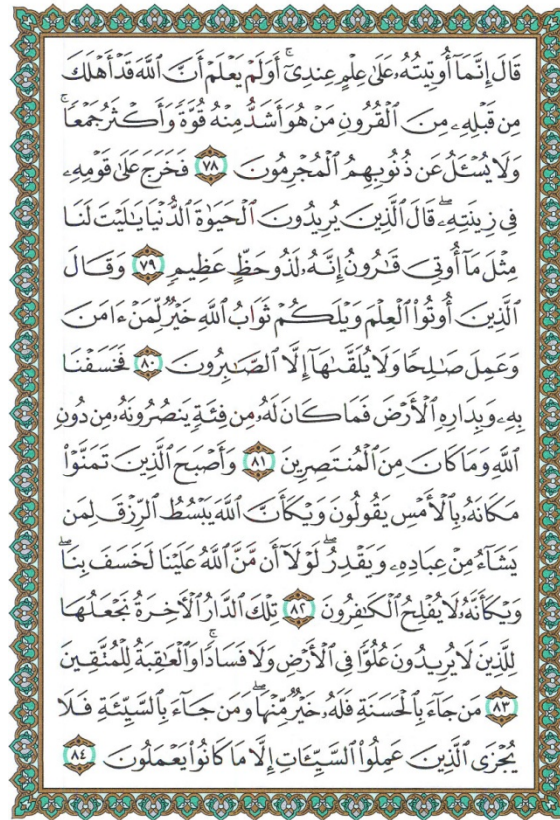 قَالَ إِنَّمَآ أُوتِيتُهُۥ عَلَىٰ عِلْمٍ عِندِيٓۚ أَوَلَمْ يَعْلَمْ أَنَّ ٱللَّهَ قَدْ أَهْلَكَ
مِن قَبْلِهِۦ مِنَ ٱلْقُرُونِ مَنْ هُوَ أَشَدُّ مِنْهُ قُوَّةً وَأَكْثَرُ جَمْعًاۚ
وَلَا يُسْـَٔلُ عَن ذُنُوبِهِمُ ٱلْمُجْرِمُونَ ٧٨ فَخَرَجَ عَلَىٰ قَوْمِهِۦ
فِي زِينَتِهِۦۖ قَالَ ٱلَّذِينَ يُرِيدُونَ ٱلْحَيَوٰةَ ٱلدُّنْيَا يَٰلَيْتَ لَنَا
مِثْلَ مَآ أُوتِيَ قَٰرُونُ إِنَّهُۥ لَذُو حَظٍّ عَظِيمٍ ٧٩ وَقَالَ
ٱلَّذِينَ أُوتُوا۟ ٱلْعِلْمَ وَيْلَكُمْ ثَوَابُ ٱللَّهِ خَيْرٌ لِّمَنْ ءَامَنَ
وَعَمِلَ صَٰلِحًا وَلَا يُلَقَّىٰهَآ إِلَّا ٱلصَّٰبِرُونَ ٨٠ فَخَسَفْنَا
بِهِۦ وَبِدَارِهِ ٱلْأَرْضَ فَمَا كَانَ لَهُۥ مِن فِئَةٍ يَنصُرُونَهُۥ مِن دُونِ
ٱللَّهِ وَمَا كَانَ مِنَ ٱلْمُنتَصِرِينَ ٨١ وَأَصْبَحَ ٱلَّذِينَ تَمَنَّوْا۟
مَكَانَهُۥ بِٱلْأَمْسِ يَقُولُونَ وَيْكَأَنَّ ٱللَّهَ يَبْسُطُ ٱلرِّزْقَ لِمَن
يَشَآءُ مِنْ عِبَادِهِۦ وَيَقْدِرُۖ لَوْلَآ أَن مَّنَّ ٱللَّهُ عَلَيْنَا لَخَسَفَ بِنَاۖ
وَيْكَأَنَّهُۥ لَا يُفْلِحُ ٱلْكَٰفِرُونَ ٨٢ تِلْكَ ٱلدَّارُ ٱلْأٓخِرَةُ نَجْعَلُهَا
لِلَّذِينَ لَا يُرِيدُونَ عُلُوًّا فِي ٱلْأَرْضِ وَلَا فَسَادًاۚ وَٱلْعَٰقِبَةُ لِلْمُتَّقِينَ
٨٣ مَن جَآءَ بِٱلْحَسَنَةِ فَلَهُۥ خَيْرٌ مِّنْهَاۖ وَمَن جَآءَ بِٱلسَّيِّئَةِ فَلَا
يُجْزَى ٱلَّذِينَ عَمِلُوا۟ ٱلسَّيِّـَٔاتِ إِلَّا مَا كَانُوا۟ يَعْمَلُونَ ٨٤